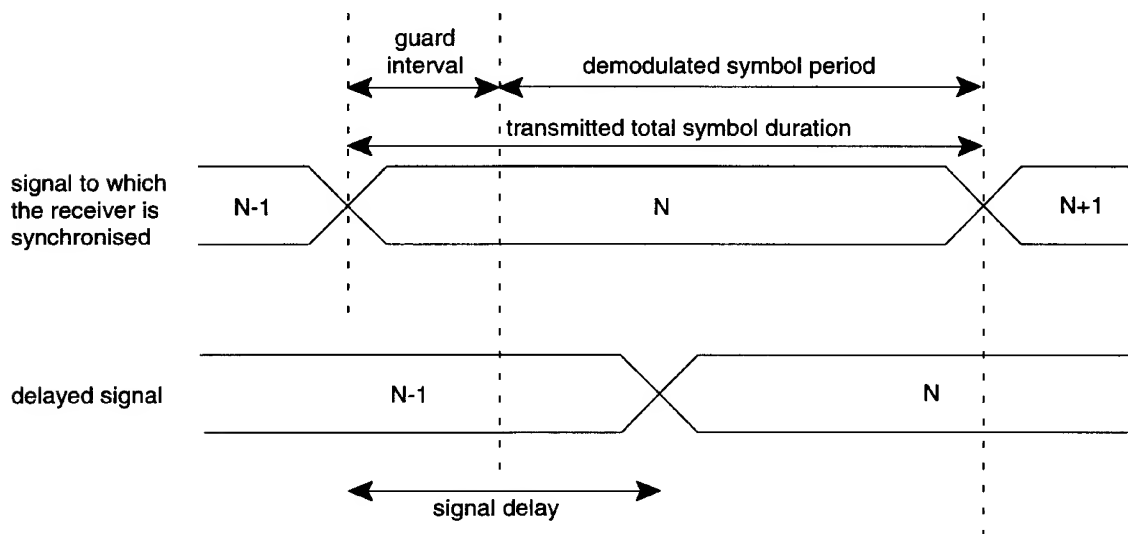 guard
interval
demodulated symbol period
transmitted total symbol duration
signal to which
the receiver is
synchronised
N-1
N
N+1
delayed signal
N-1
N
signal delay